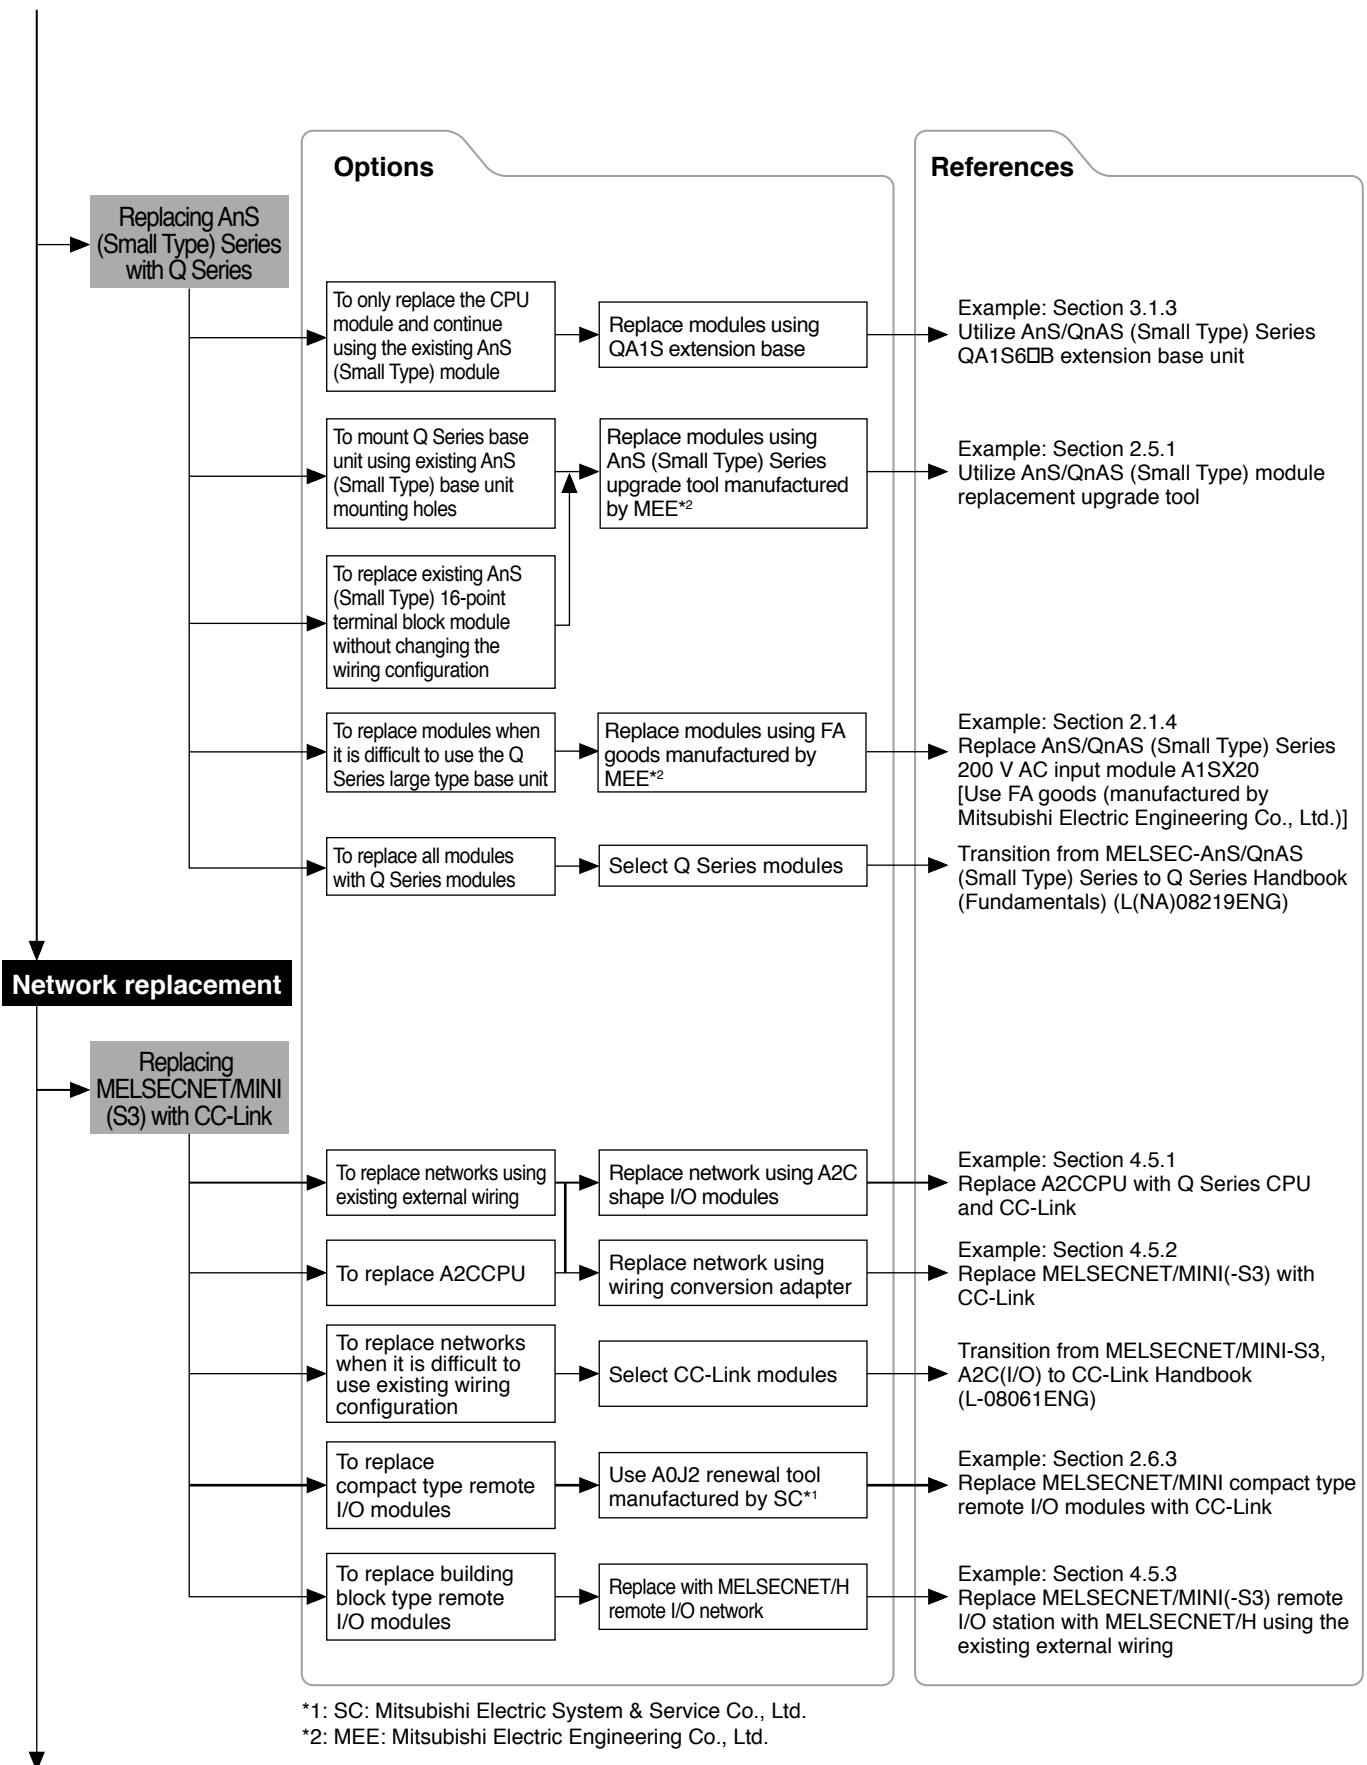 Options
References
Replacing AnS
(Small Type) Series
with Q Series
To only replace the CPU
module and continue
using the existing AnS
(Small Type) module
Replace modules using
QA1S extension base
Example: Section 3.1.3
Utilize AnS/QnAS (Small Type) Series
QA1S6□B extension base unit
To mount Q Series base
unit using existing AnS
(Small Type) base unit
mounting holes
Replace modules using
AnS (Small Type) Series
upgrade tool manufactured
by MEE*2
Example: Section 2.5.1
Utilize AnS/QnAS (Small Type) module
replacement upgrade tool
To replace existing AnS
(Small Type) 16-point
terminal block module
without changing the
wiring configuration
To replace modules when
it is difficult to use the Q
Series large type base unit
Replace modules using FA
goods manufactured by
MEE*2
Example: Section 2.1.4
Replace AnS/QnAS (Small Type) Series
200 V AC input module A1SX20
[Use FA goods (manufactured by
Mitsubishi Electric Engineering Co., Ltd.)]
To replace all modules
with Q Series modules
Select Q Series modules
Transition from MELSEC-AnS/QnAS
(Small Type) Series to Q Series Handbook
(Fundamentals) (L(NA)08219ENG)
Network replacement
Replacing
MELSECNET/MINI
(S3) with CC-Link
To replace networks using
existing external wiring
Replace network using A2C
shape I/O modules
Example: Section 4.5.1
Replace A2CCPU with Q Series CPU
and CC-Link
To replace A2CCPU
Replace network using
wiring conversion adapter
Example: Section 4.5.2
Replace MELSECNET/MINI(-S3) with
CC-Link
To replace networks
when it is difficult to
use existing wiring
configuration
Select CC-Link modules
Transition from MELSECNET/MINI-S3,
A2C(I/O) to CC-Link Handbook
(L-08061ENG)
To replace
compact type remote
I/O modules
Use A0J2 renewal tool
manufactured by SC*1
Example: Section 2.6.3
Replace MELSECNET/MINI compact type
remote I/O modules with CC-Link
To replace building
block type remote
I/O modules
Replace with MELSECNET/H
remote I/O network
Example: Section 4.5.3
Replace MELSECNET/MINI(-S3) remote
I/O station with MELSECNET/H using the
existing external wiring
*1: SC: Mitsubishi Electric System & Service Co., Ltd.
*2: MEE: Mitsubishi Electric Engineering Co., Ltd.